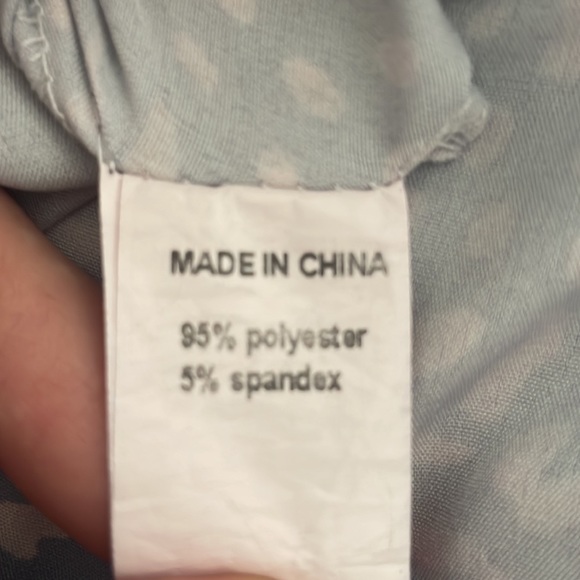 MADE IN CHINA
95% polyester
5% spandex